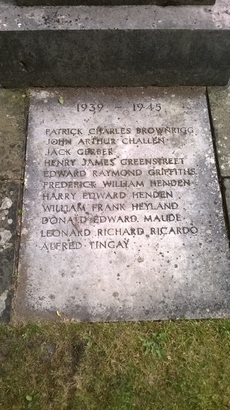 1939 - 1945
PATRICK CHARLES BROWNRIGG
JOHN ARTHUR CHALLEN
JACK GERBER
HENRY JAMES GREENSTREET
EDWARD RAYMOND GRIFFITHS
FREDERICK WILLIAM HENDEN
HARRY EDWARD HENDEN
WILLIAM FRANK HEYLAND
DONALD EDWARD MAUDE
LEONARD RICHARD RICARDO
ALFRED TINGAY